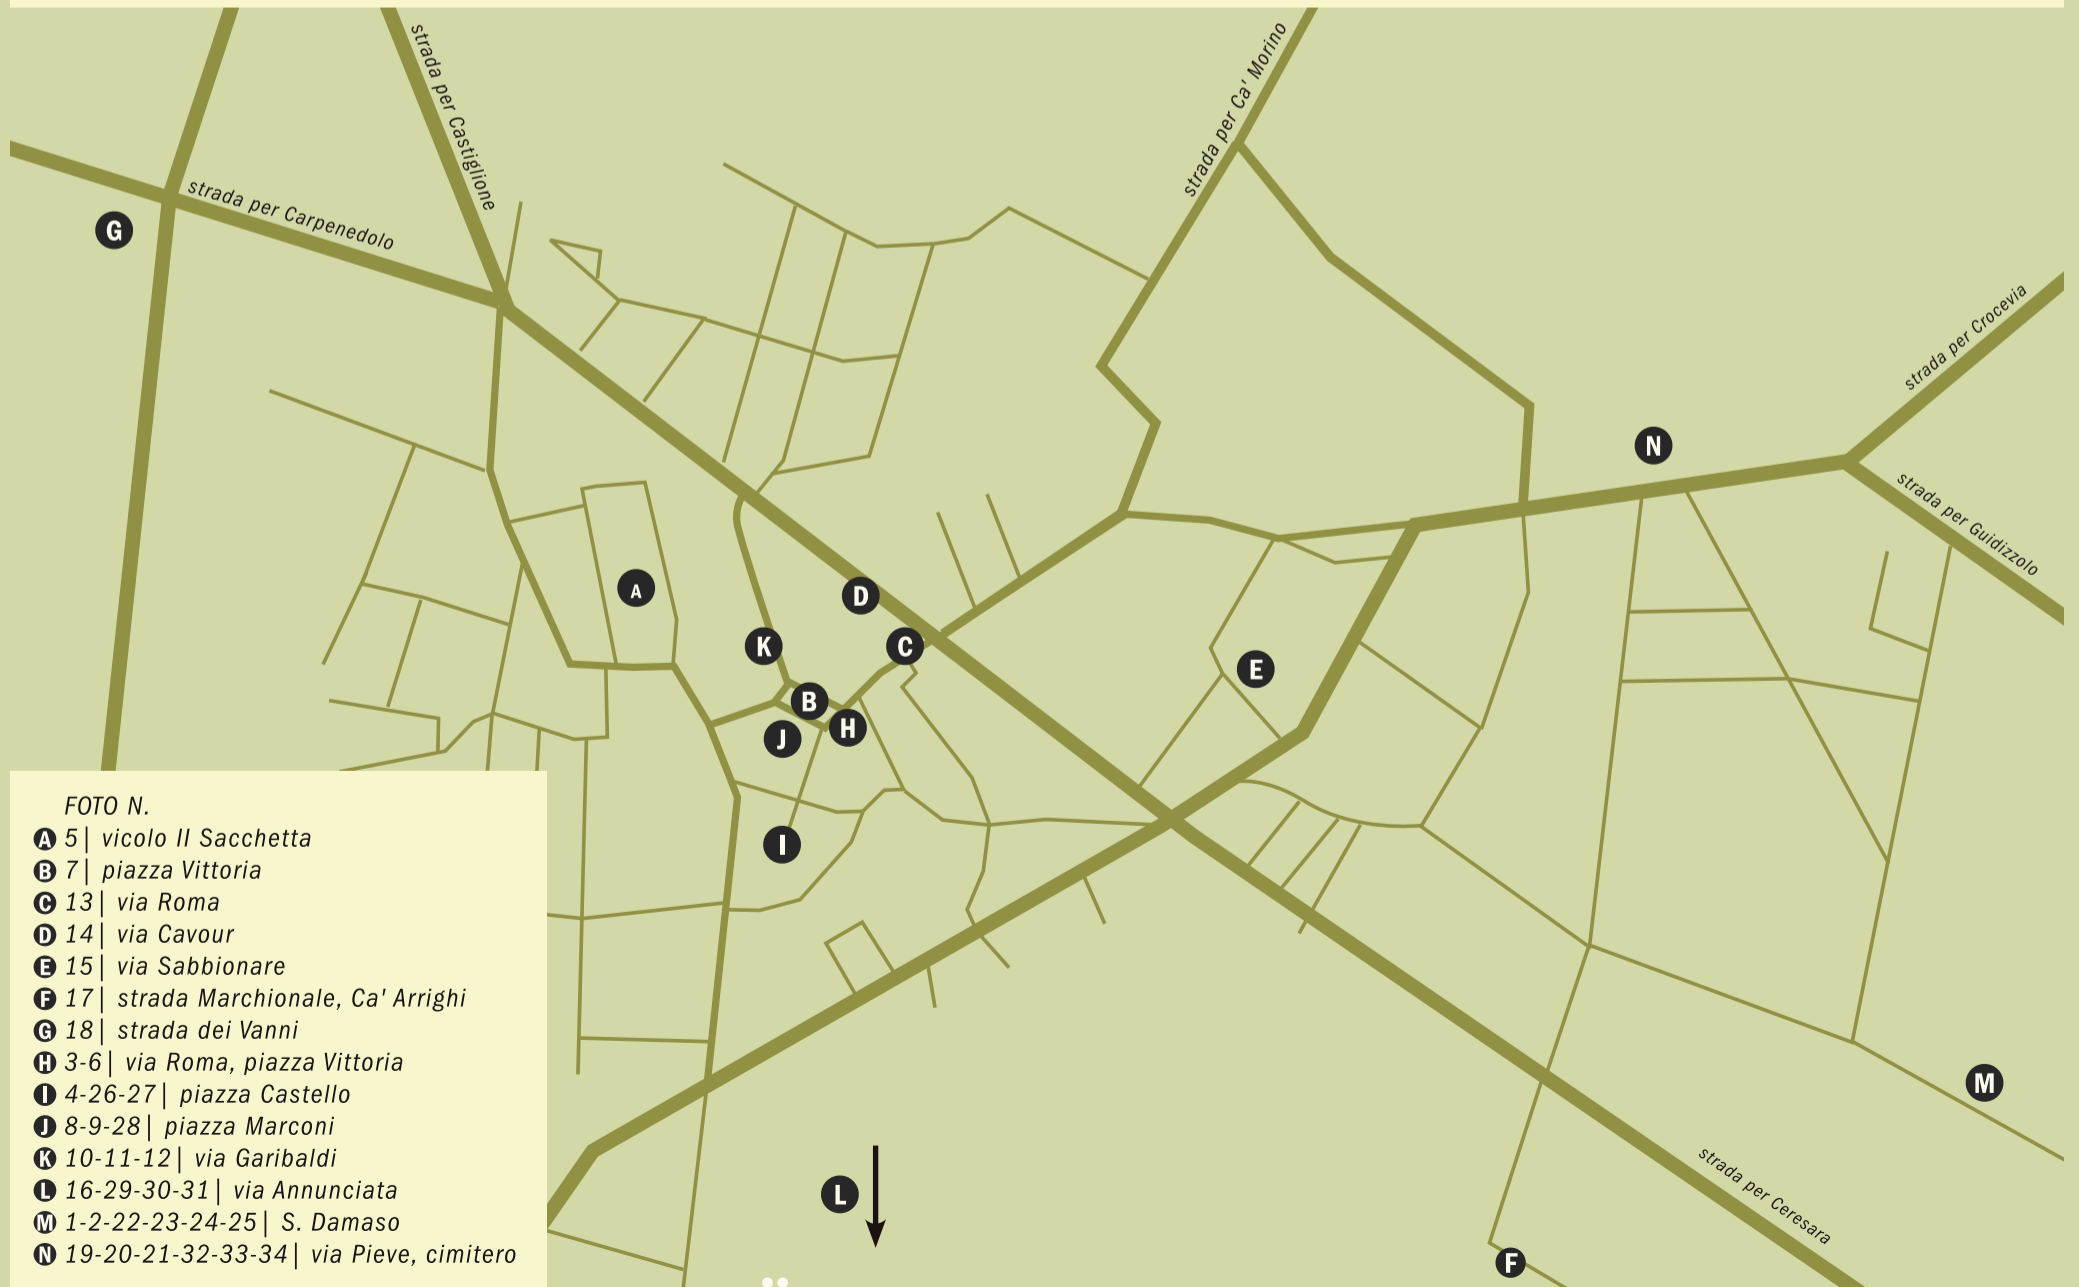 strada per Castiglione
strada per Ca' Morino
strada per Carpenedolo
G
strada per Crocevia
N
strada per Guidizzolo
A
D
K
C
E
B
H
J
I
FOTO N.
A 5| vicolo II Sacchetta
B 7| piazza Vittoria
C 13| via Roma
D 14| via Cavour
E 15| via Sabbionare
F 17| strada Marchionale, Ca' Arrighi
G 18| strada dei Vanni
H 3-6| via Roma, piazza Vittoria
I 4-26-27| piazza Castello
J 8-9-28| piazza Marconi
K 10-11-12| via Garibaldi
L 16-29-30-31| via Annunciata
M 1-2-22-23-24-25| S. Damaso
N 19-20-21-32-33-34| via Pieve, cimitero
M
L
strada per Ceresara
F